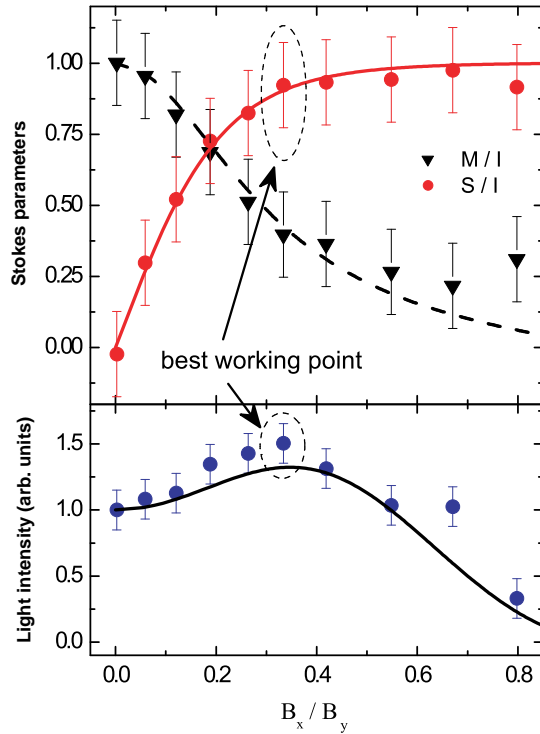 Stokes parameters
1.00
0.75
0.50
0.25
0.00
M / I
S / I
best working point
Light intensity (arb. units)
1.5
1.0
0.5
0.0
0.0 0.2 0.4 0.6 0.8
B_x / B_y